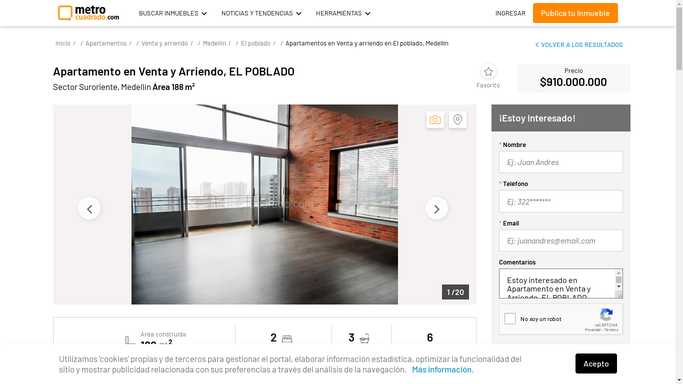 metro
cuadrado.com
BUSCAR INMUEBLES
NOTICIAS Y TENDENCIAS
HERRAMIENTAS
INGRESAR
Publica tu Inmueble
Inicio / / Apartamentos / / Venta y arriendo / / Medellín / / El poblado / Apartamentos en Venta y arriendo en El poblado, Medellín
< VOLVER A LOS RESULTADOS
Apartamento en Venta y Arriendo, EL POBLADO
Sector Suroriente, Medellín Area 188 m²
Favorito
Precio
$910.000.000
1 /20
¡Estoy Interesado!
* Nombre
Ej: Juan Andres
* Telefono
Ej: 322*******
* Email
Ej: juanandres@email.com
Comentarios
Estoy interesado en
Apartamento en Venta y
Arriendo, EL POBLADO
No soy un robot
reCAPTCHA
Privacidad - Términos
Área construida
188 m²
2
3
6
Utilizamos 'cookies' propias y de terceros para gestionar el portal, elaborar información estadística, optimizar la funcionalidad del
sitio y mostrar publicidad relacionada con sus preferencias a través del análisis de la navegación. Más información.
Acepto